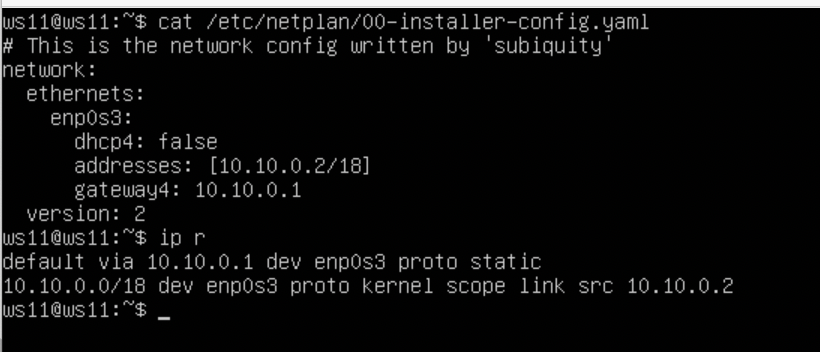 ws11@ws11:~$ cat /etc/netplan/00-installer-config.yaml
# This is the network config written by 'subiquity'
network:
  ethernets:
    enp0s3:
      dhcp4: false
      addresses: [10.10.0.2/18]
      gateway4: 10.10.0.1
  version: 2
ws11@ws11:~$ ip r
default via 10.10.0.1 dev enp0s3 proto static
10.10.0.0/18 dev enp0s3 proto kernel scope link src 10.10.0.2
ws11@ws11:~$ _